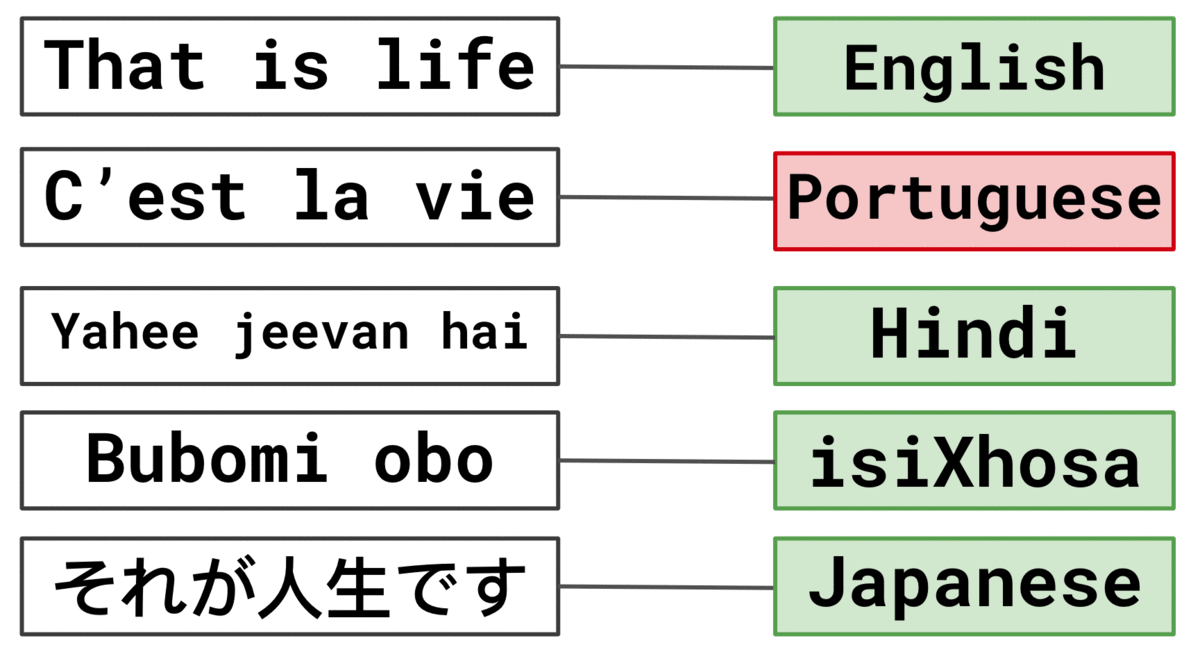 That is life English
C’est la vie Portuguese
Yahee jeevan hai Hindi
Bubomi obo isiXhosa
それが人生です Japanese